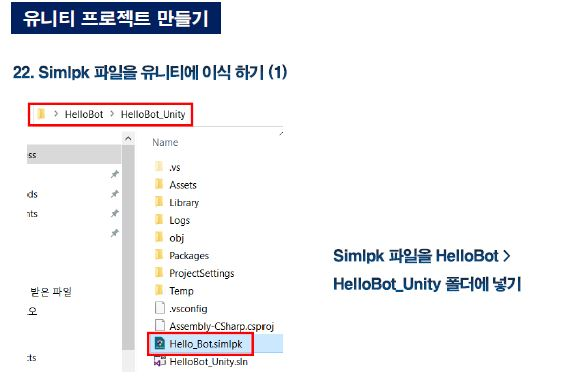 유니티 프로젝트 만들기
22. Simlpk 파일을 유니티에 이식 하기 (1)
HelloBot > HelloBot_Unity
Name
ess
.vs
Assets
Library
ds
Logs
nts
obj
Packages
ProjectSettings
받은 파일
Temp
오
.vsconfig
Assembly-CSharp.csproj
Hello_Bot.simlpk
cts
HelloBot_Unity.sln
Simlpk 파일을 HelloBot >
HelloBot_Unity 폴더에 넣기